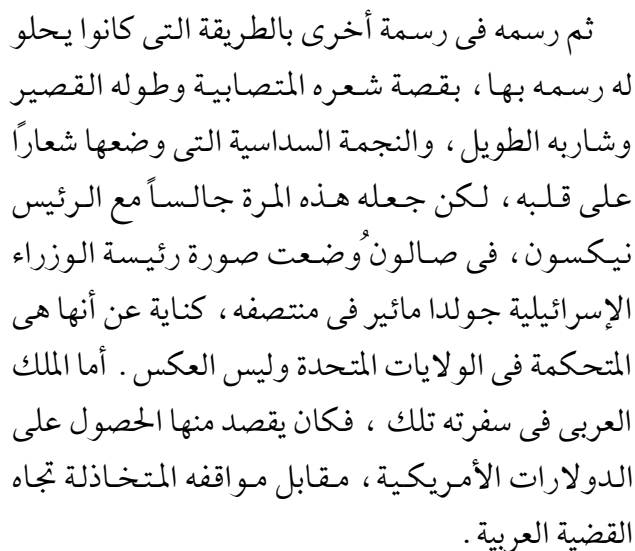 ثم رسمه فى رسمة أخرى بالطريقة التى كانوا يحلو
له رسمه بها، بقصة شعره المتصابية وطوله القصير
وشاربه الطويل، والنجمة السداسية التى وضعها شعارًا
على قلبه، لكن جعله هذه المرة جالساً مع الرئيس
نيكسون، فى صالون وُضعت صورة رئيسة الوزراء
الإسرائيلية جولدا مائير فى منتصفه، كناية عن أنها هى
المتحكمة فى الولايات المتحدة وليس العكس. أما الملك
العربى فى سفرته تلك ، فكان يقصد منها الحصول على
الدولارات الأمريكية، مقابل مواقفه المتخاذلة تجاه
القضية العربية.